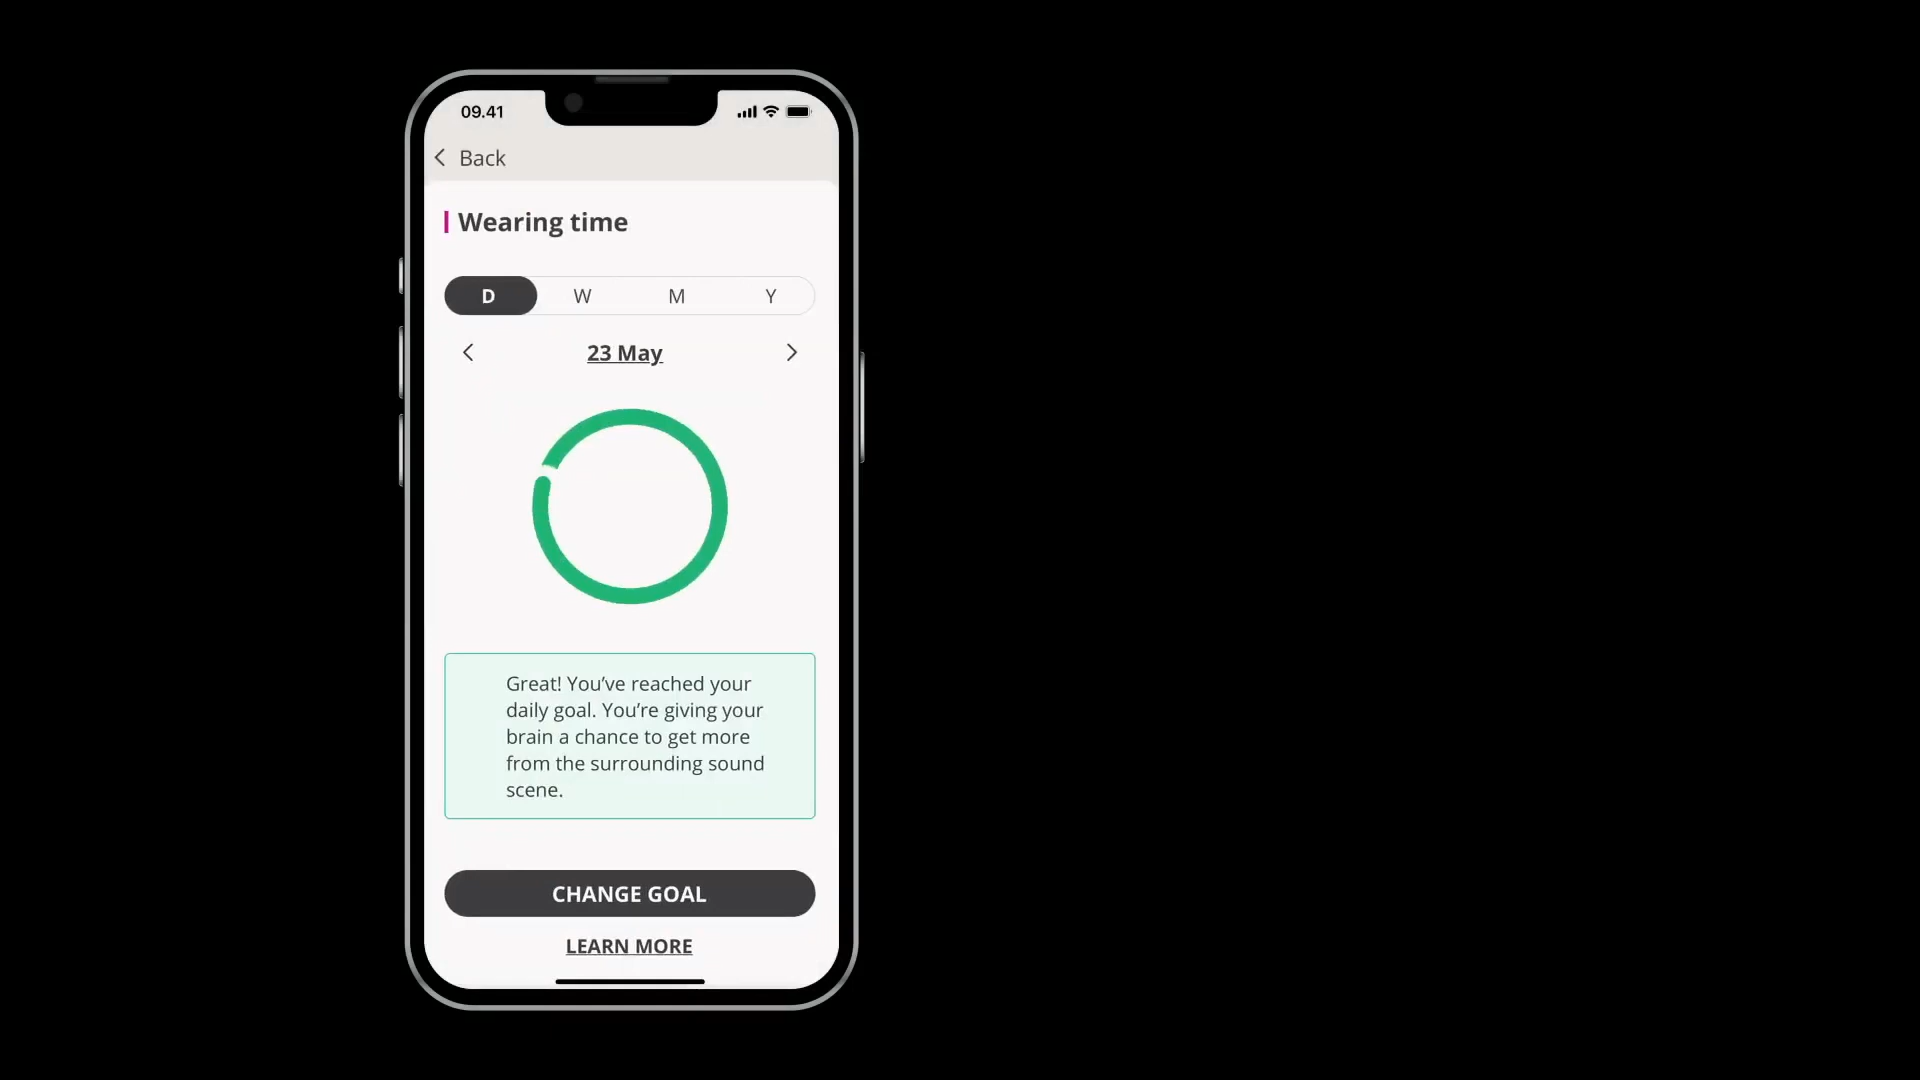 09.41
Back
Wearing time
D W M Y
23 May
Great! You’ve reached your
daily goal. You’re giving your
brain a chance to get more
from the surrounding sound
scene.
CHANGE GOAL
LEARN MORE